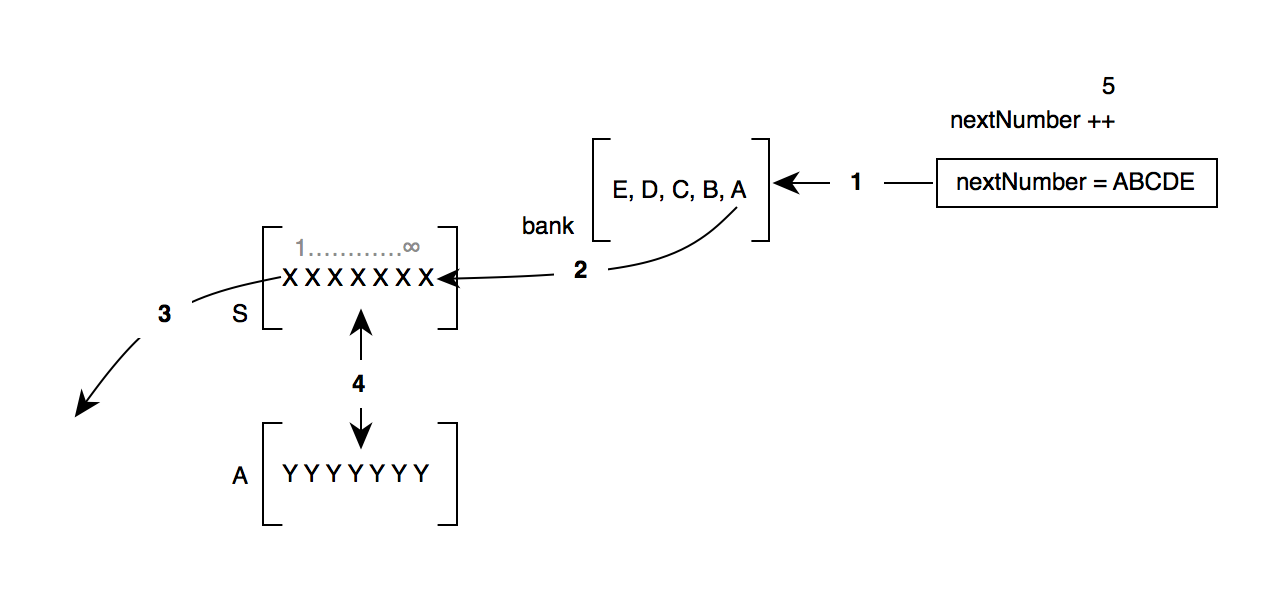 5
nextNumber ++
nextNumber = ABCDE
1
E, D, C, B, A
bank
2
1............∞
X X X X X X X
S
3
4
A
Y Y Y Y Y Y Y